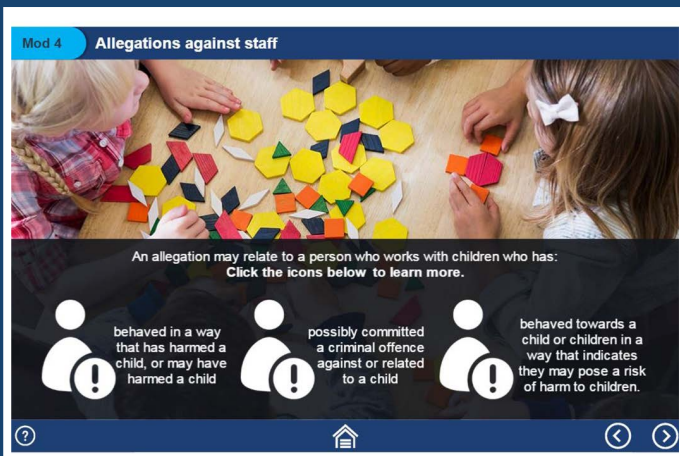 Mod 4
Allegations against staff
An allegation may relate to a person who works with children who has:
Click the icons below to learn more.
behaved in a way
that has harmed a
child, or may have
harmed a child
possibly committed
a criminal offence
against or related
to a child
behaved towards a
child or children in a
way that indicates
they may pose a risk
of harm to children.